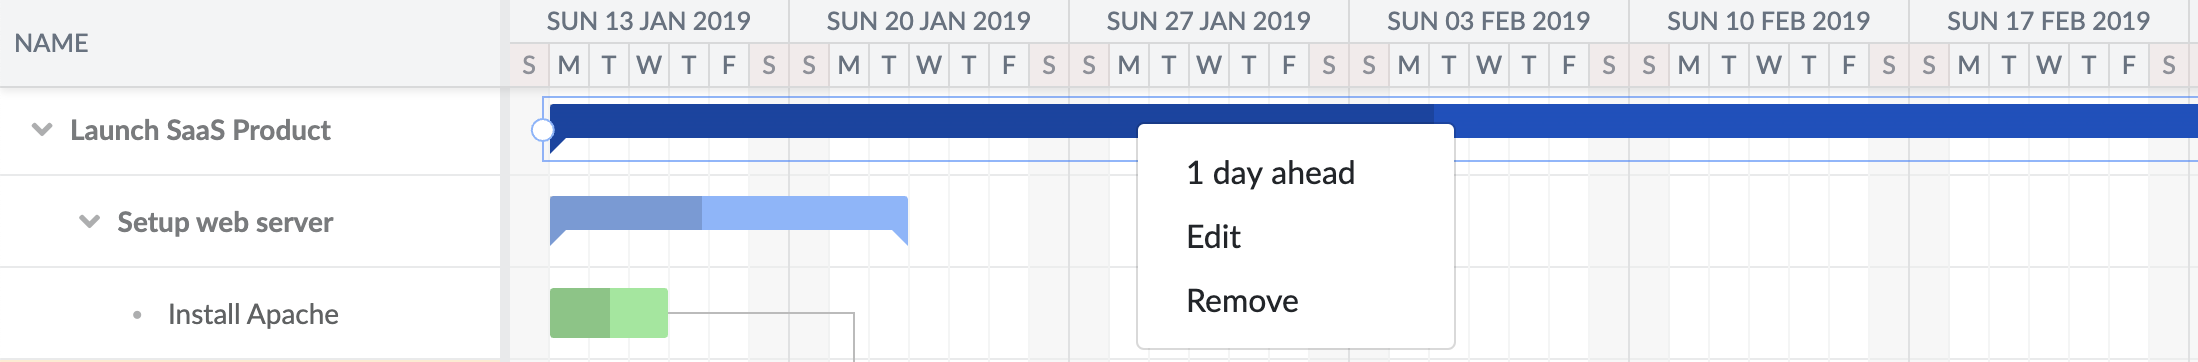 NAME
SUN 13 JAN 2019 SUN 20 JAN 2019 SUN 27 JAN 2019 SUN 03 FEB 2019 SUN 10 FEB 2019 SUN 17 FEB 2019
S M T W T F S S M T W T F S S M T W T F S S M T W T F S S M T W T F S S M T W T F S
Launch SaaS Product
Setup web server
Install Apache
1 day ahead
Edit
Remove